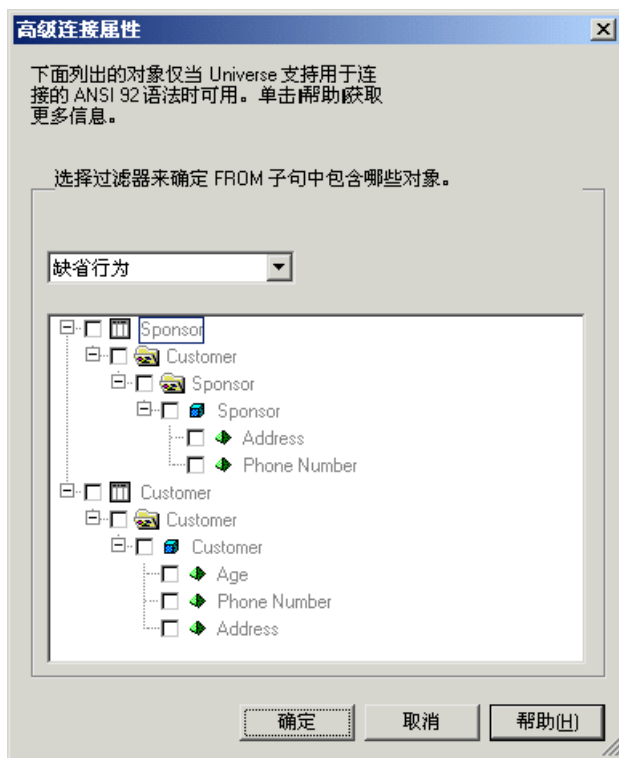 高级连接属性
下面列出的对象仅当 Universe 支持用于连
接的 ANSI 92 语法时可用。单击|帮助|获取
更多信息。
选择过滤器来确定 FROM 子句中包含哪些对象。
缺省行为
Sponsor
Customer
Sponsor
Sponsor
Address
Phone Number
Customer
Customer
Customer
Age
Phone Number
Address
确定 取消 帮助(H)